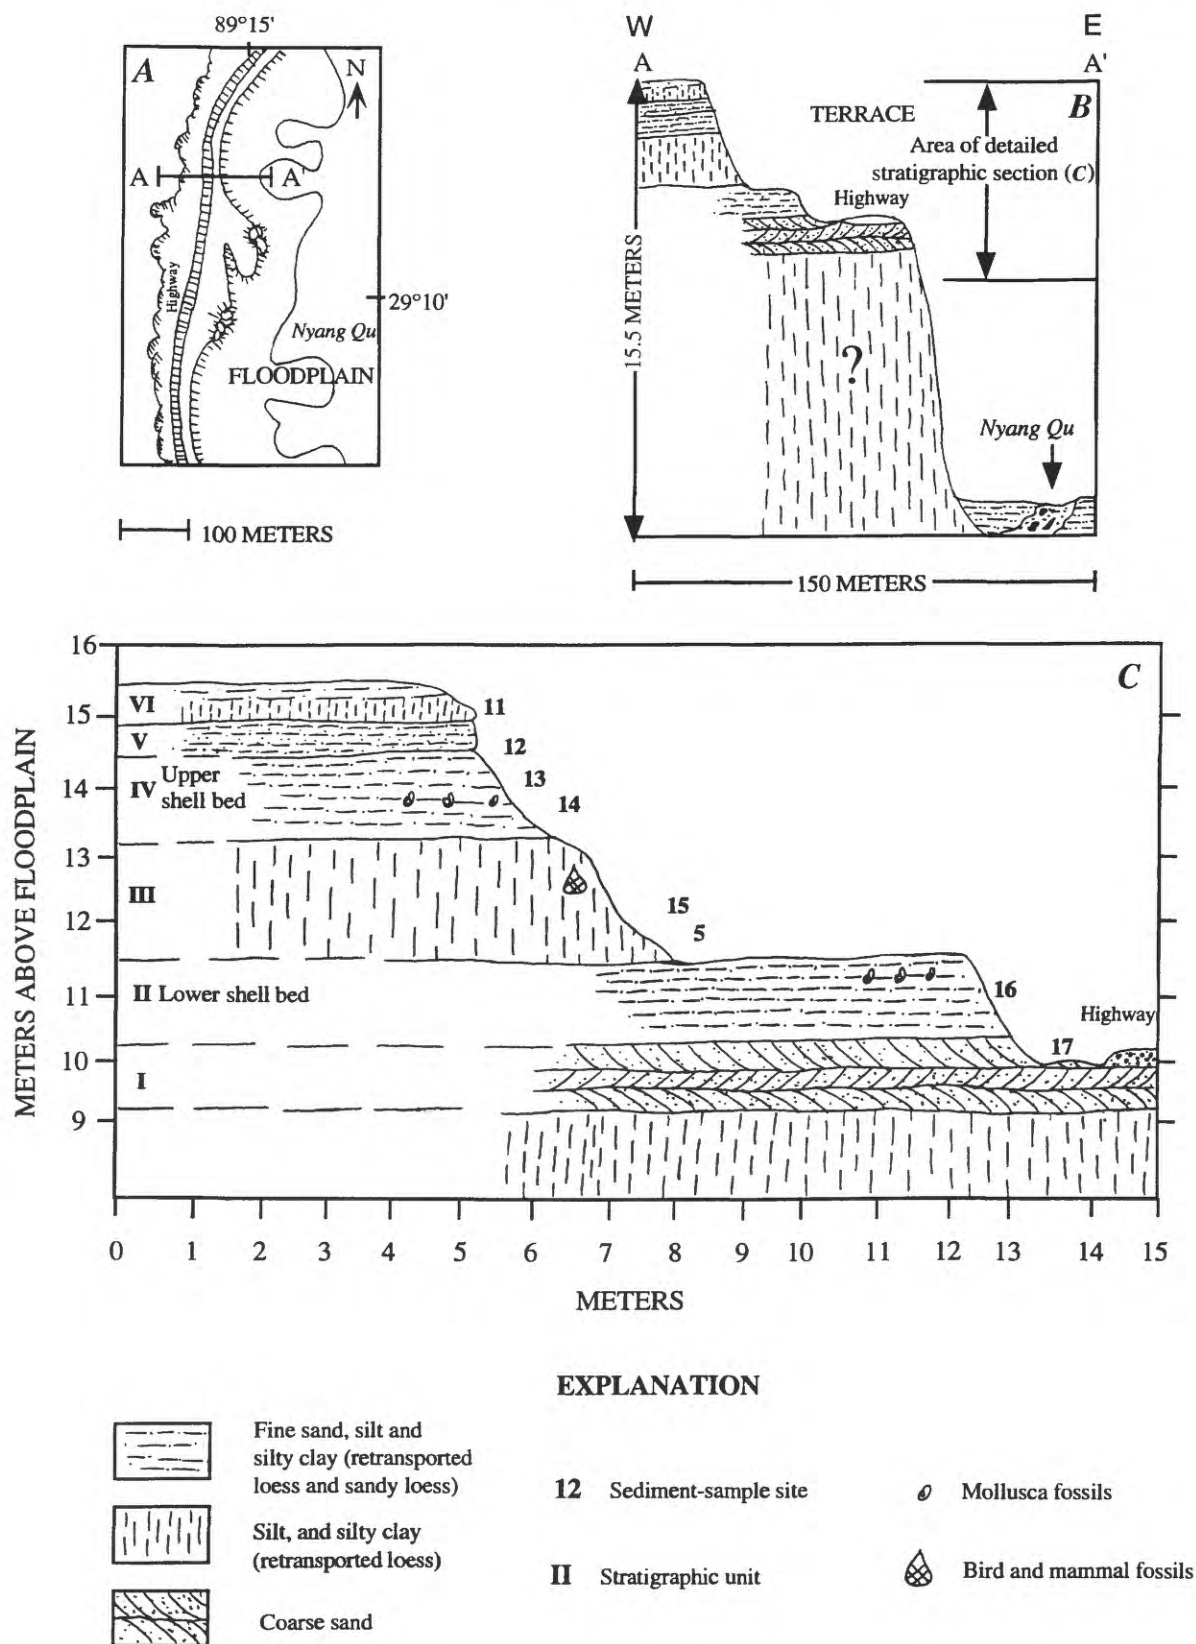 89°15'
A
N
A
A'
Highway
29°10'
Nyang Qu
FLOODPLAIN
100 METERS
W
E
A
A'
B
TERRACE
Area of detailed
stratigraphic section (C)
Highway
15.5 METERS
?
Nyang Qu
150 METERS
C
METERS ABOVE FLOODPLAIN
16
15
14
13
12
11
10
9
VI
V
IV Upper
shell bed
III
II Lower shell bed
I
11
12
13
14
15
5
16
17
Highway
0 1 2 3 4 5 6 7 8 9 10 11 12 13 14 15
METERS
EXPLANATION
Fine sand, silt and
silty clay (retransported
loess and sandy loess)
Silt, and silty clay
(retransported loess)
Coarse sand
12 Sediment-sample site
II Stratigraphic unit
Mollusca fossils
Bird and mammal fossils